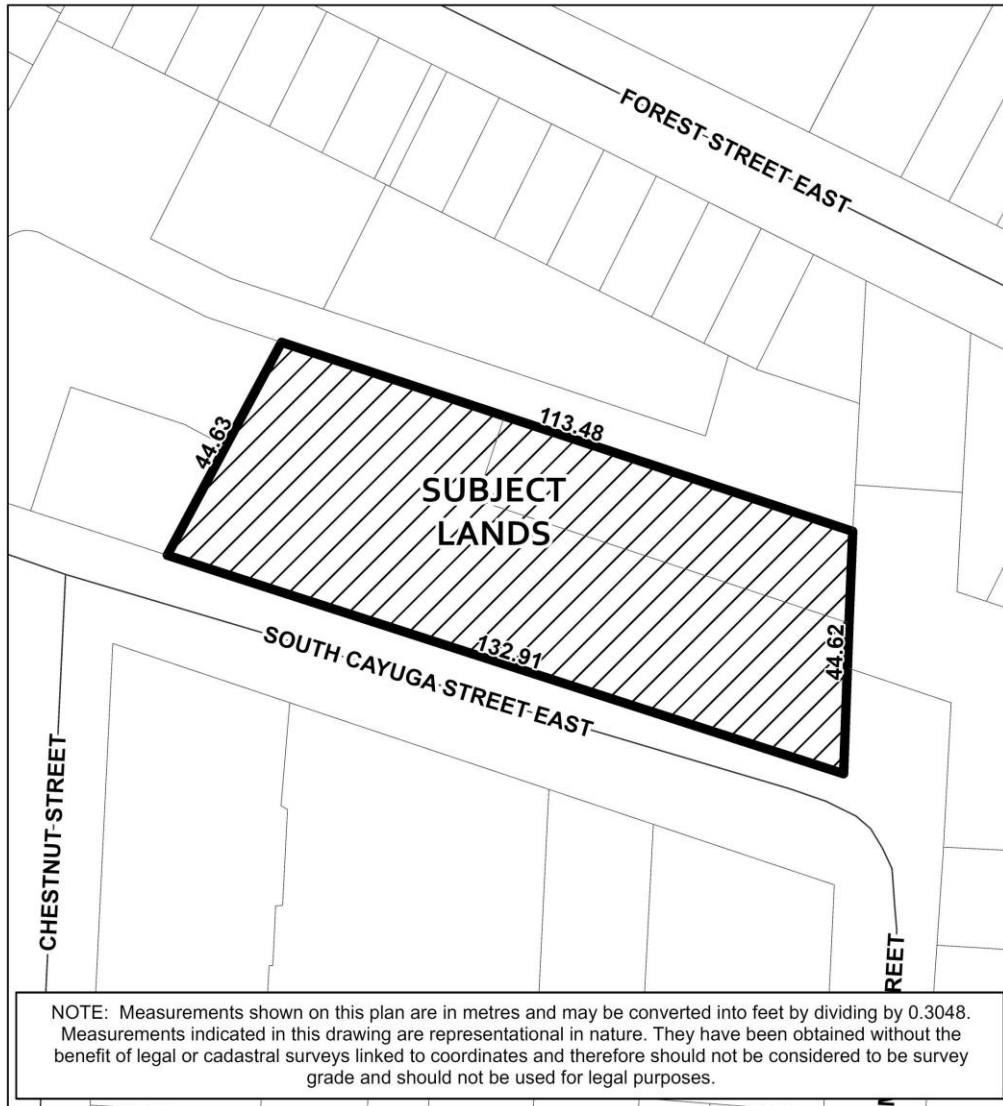 FOREST STREET EAST
113.48
44.63
SUBJECT
LANDS
44.62
132.91
SOUTH CAYUGA STREET EAST
CHESTNUT STREET
REET
NOTE: Measurements shown on this plan are in metres and may be converted into feet by dividing by 0.3048.
Measurements indicated in this drawing are representational in nature. They have been obtained without the
benefit of legal or cadastral surveys linked to coordinates and therefore should not be considered to be survey
grade and should not be used for legal purposes.